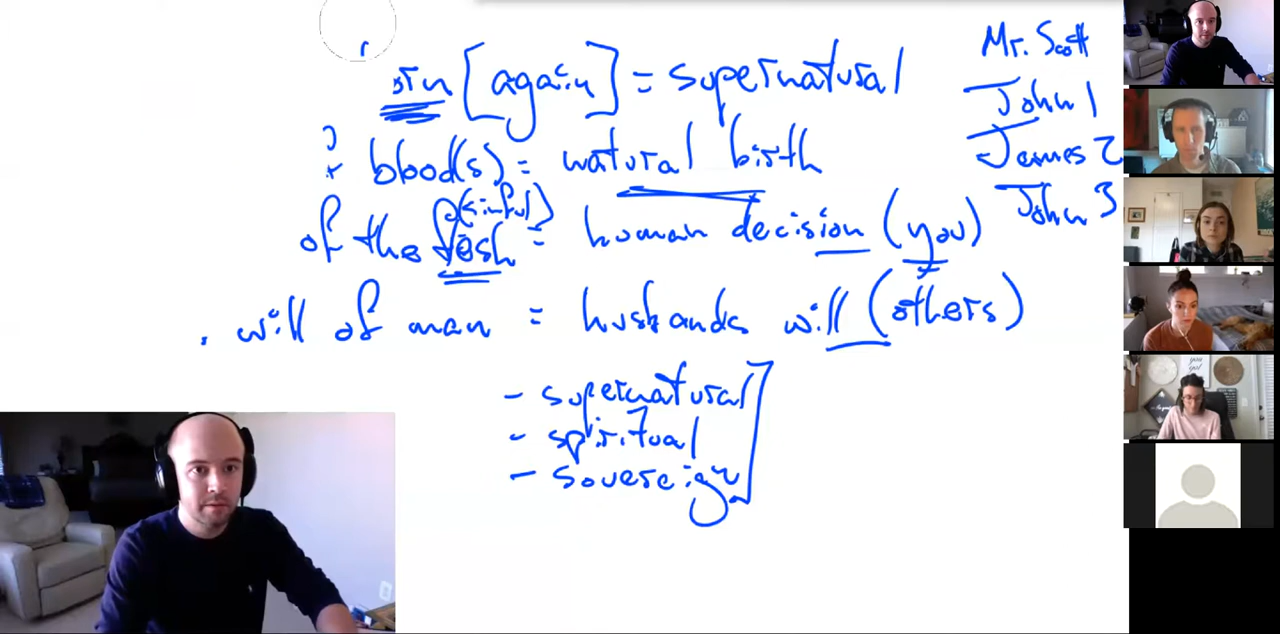 orn [again] = supernatural
blood(s) = natural birth
(sinful)
of the flesh = human decision (you)
will of man = husbands will (others)
- supernatural
- spiritual
- sovereign
Mr. Scott
John 1
James 2
John 3